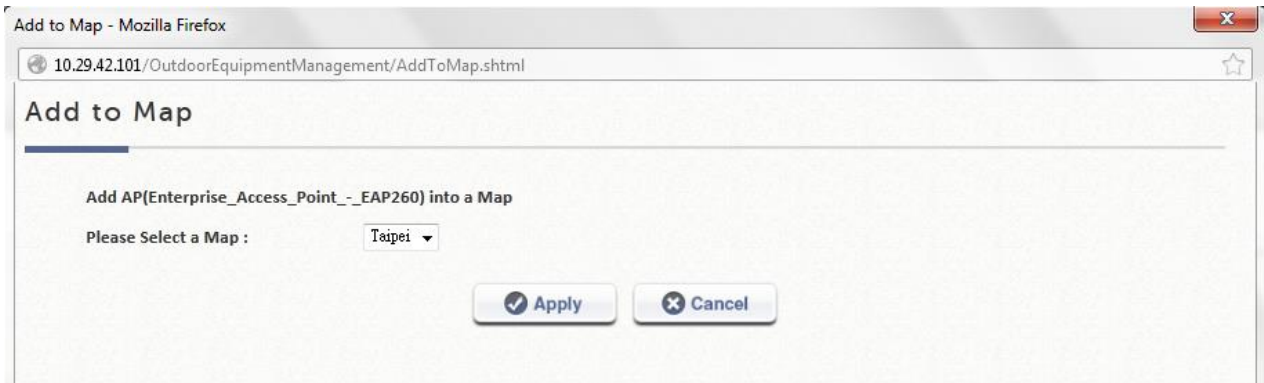 Add to Map - Mozilla Firefox
10.29.42.101/OutdoorEquipmentManagement/AddToMap.shtml
Add to Map
Add AP(Enterprise_Access_Point_-_EAP260) into a Map
Please Select a Map : Taipei
Apply Cancel